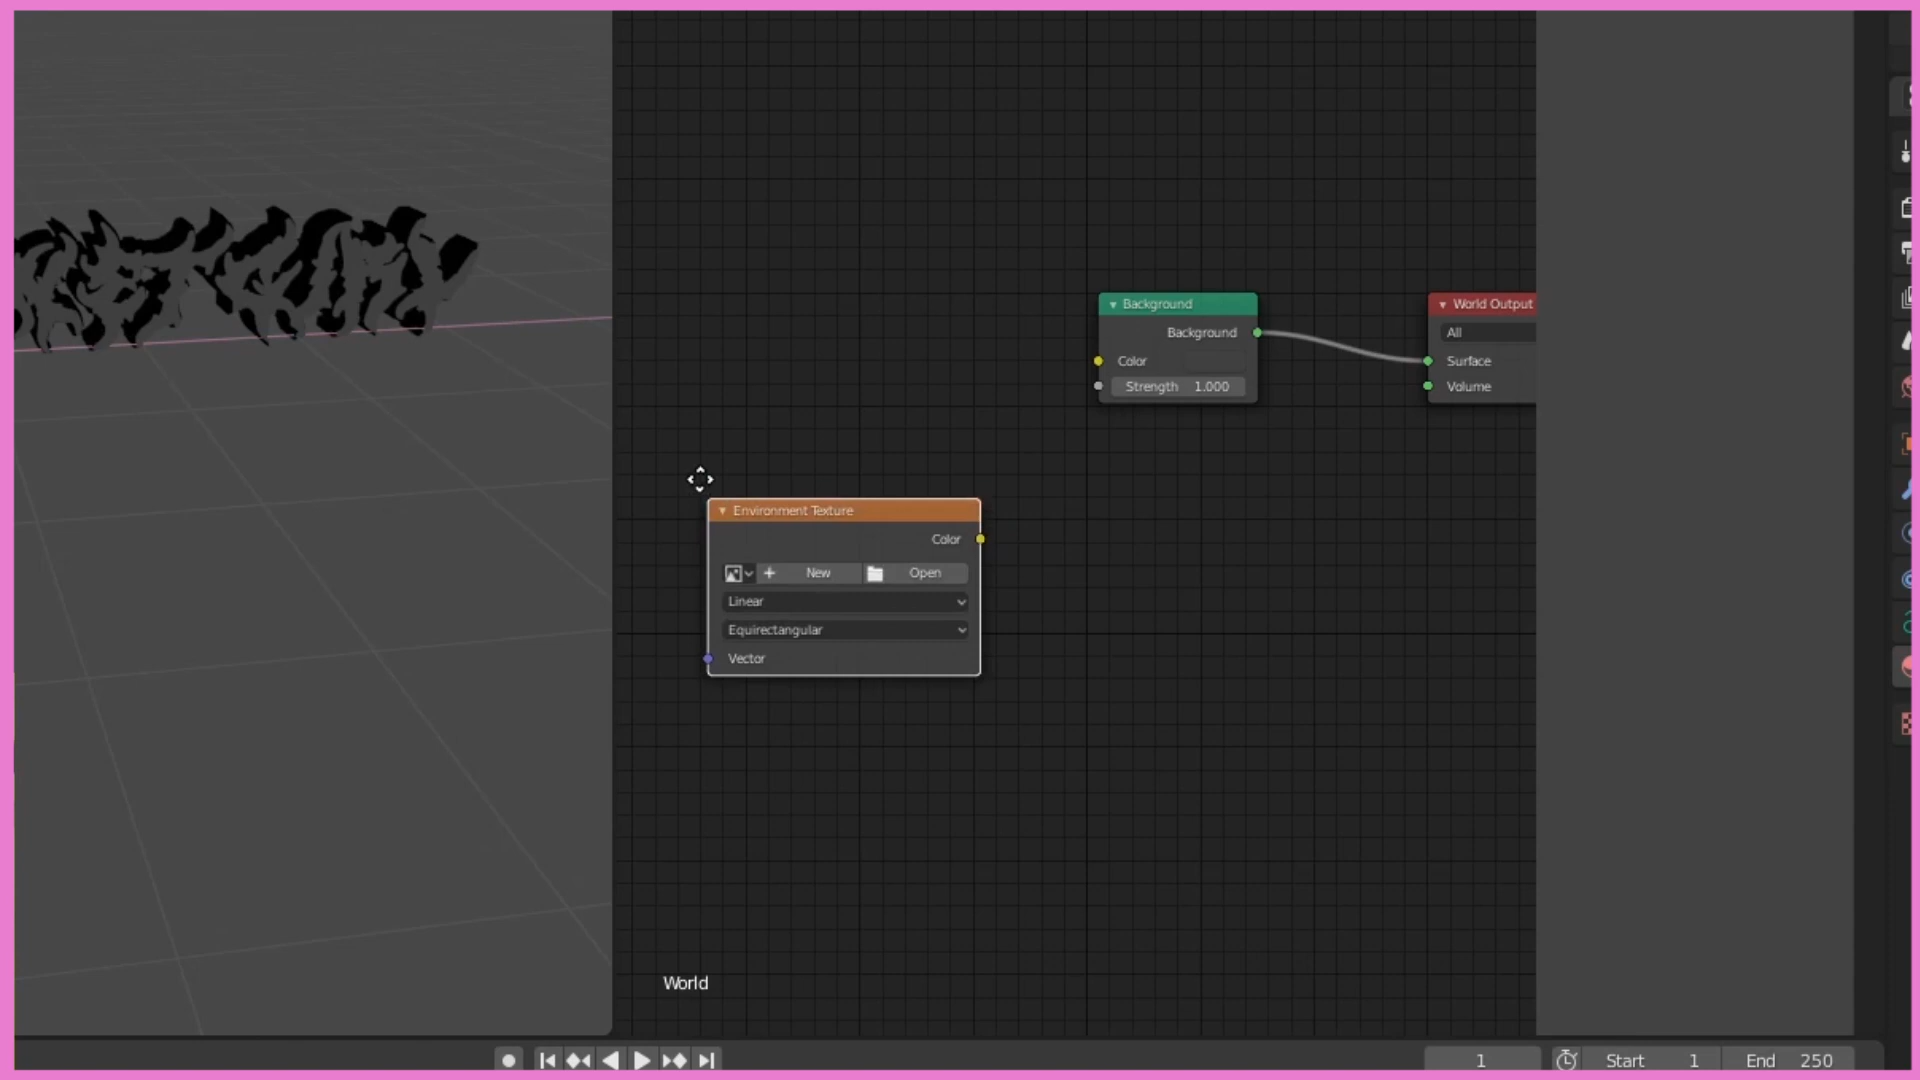 Background
Background
Color
Strength 1.000
World Output
All
Surface
Volume
Environment Texture
Color
New
Open
Linear
Equirectangular
Vector
World
1
Start 1
End 250